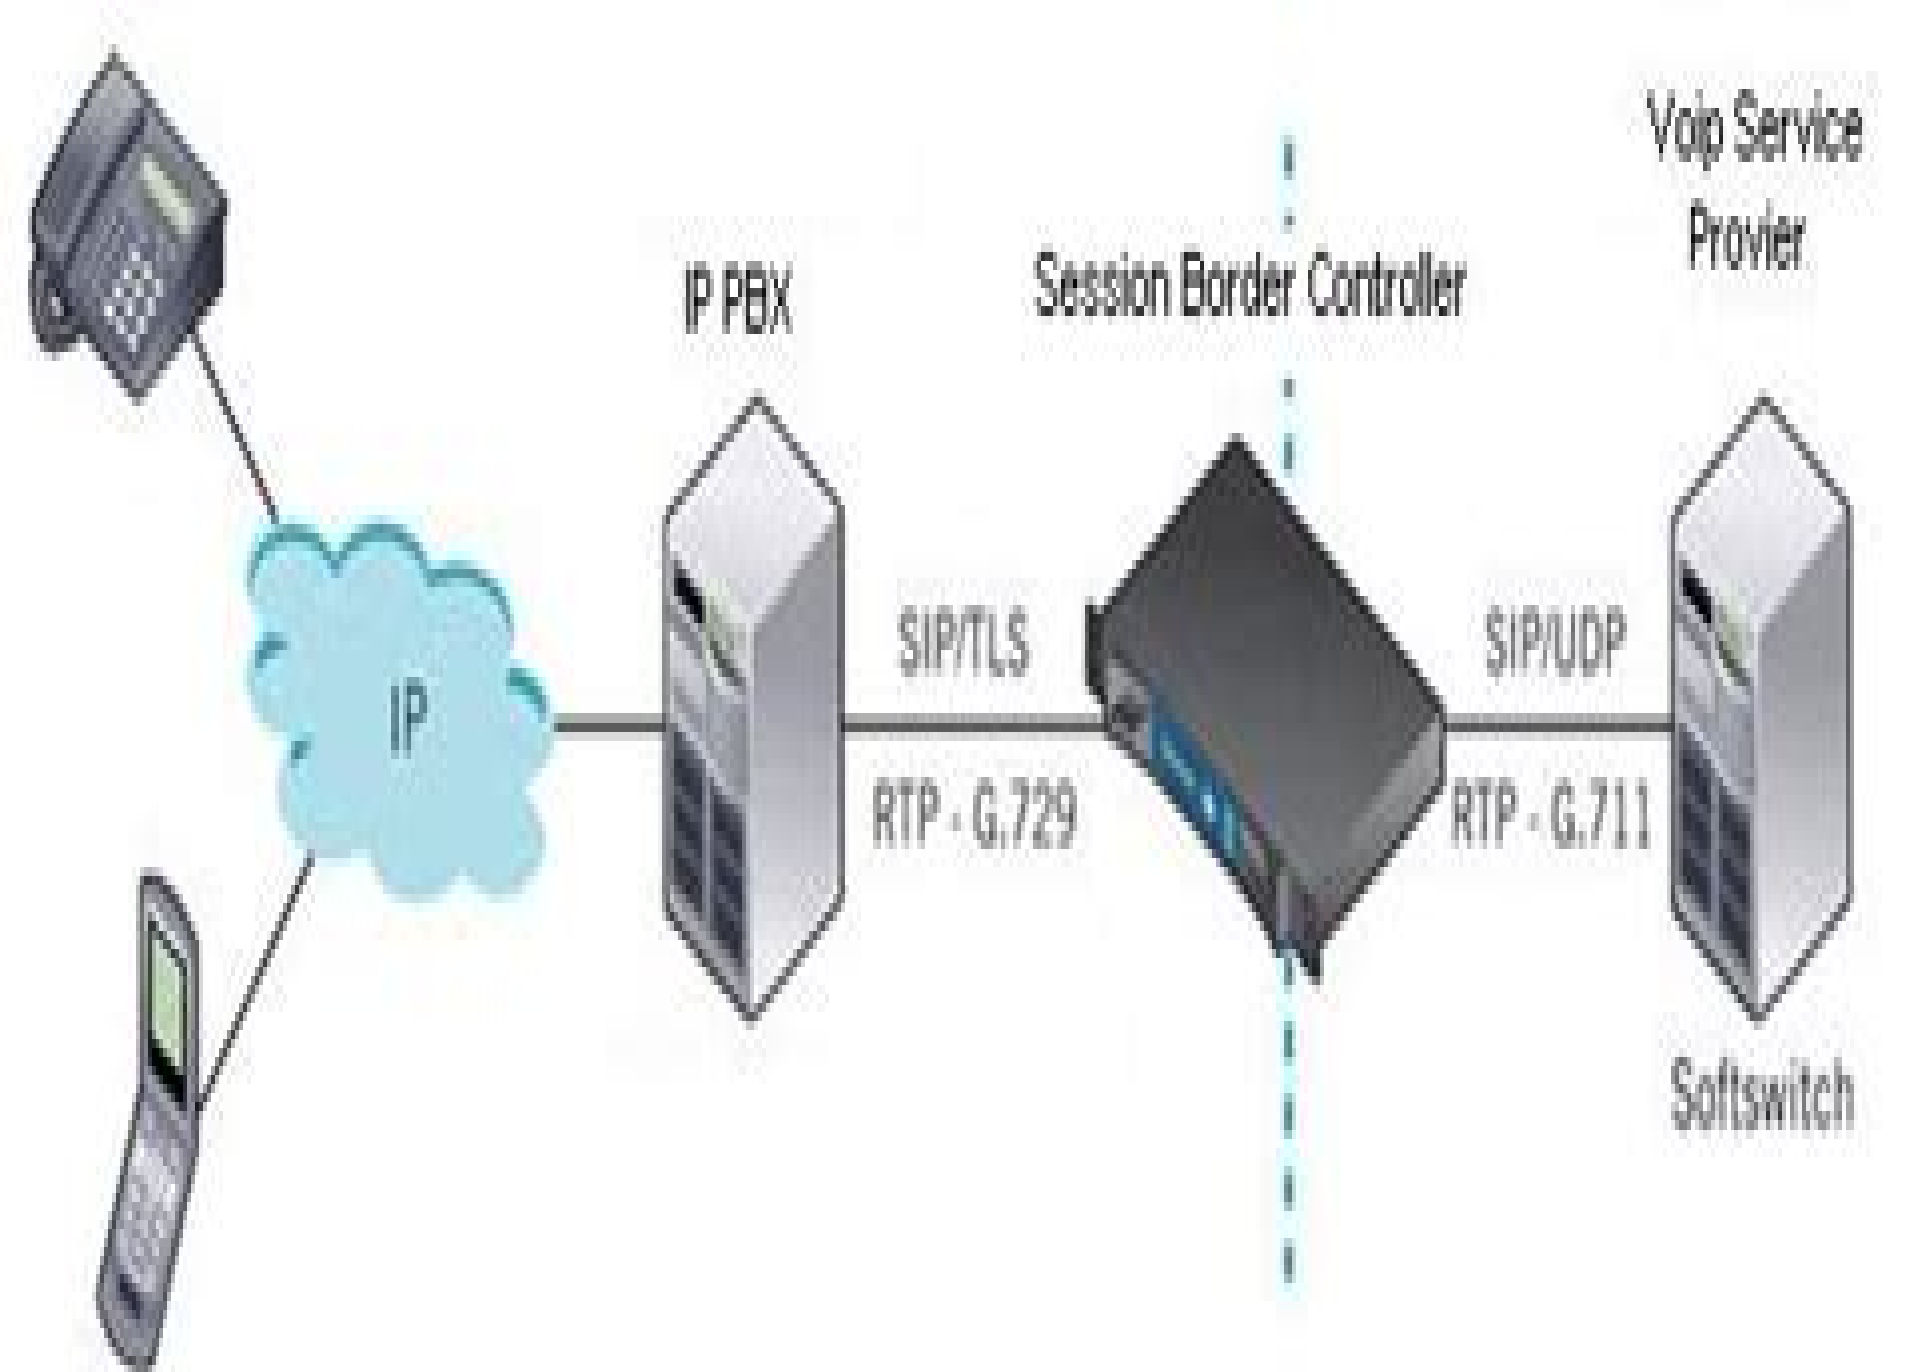 Voip Service
Provier
IP PBX
Session Border Controller
SIP/TLS
SIP/UDP
IP
RTP - G.729
RTP - G.711
Softswitch